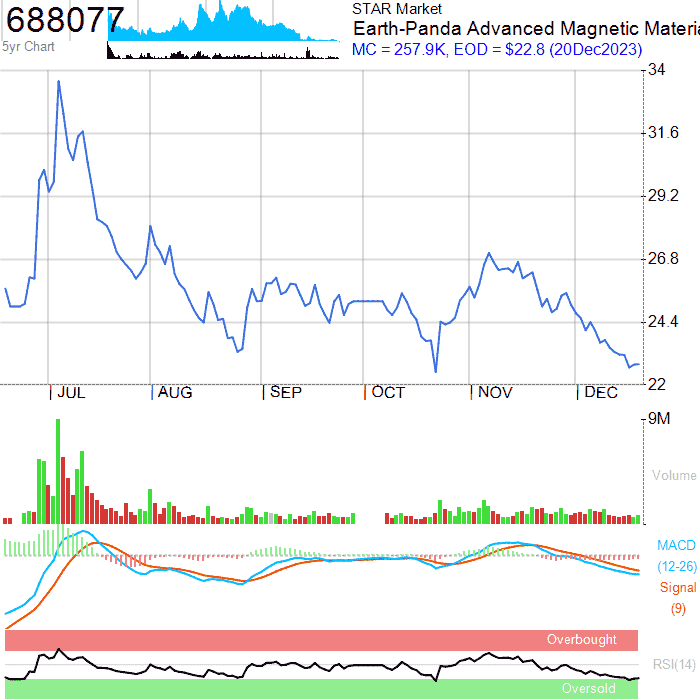 688077
5yr Chart
STAR Market
Earth-Panda Advanced Magnetic Materia
MC = 257.9K, EOD = $22.8 (20Dec2023)
34
31.6
29.2
26.8
24.4
22
JUL AUG SEP OCT NOV DEC
9M
Volume
MACD
(12-26)
Signal
(9)
Overbought
RSI(14)
Oversold